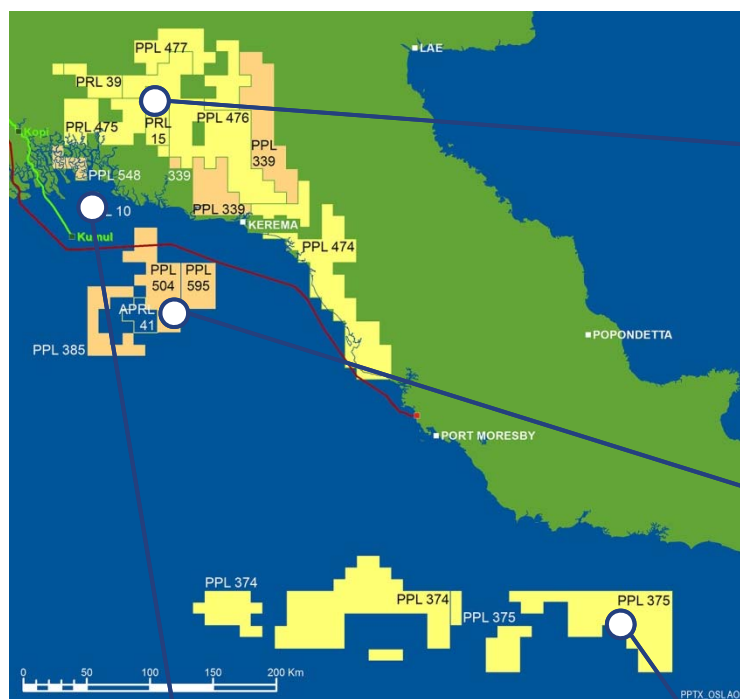 LAE
PPL 477
PRL 39
PPL 476
PRL
15
PPL 475
Kopi
PPL
339
PPL 548
339
PPL 339
L 10
KEREMA
Kumul
PPL 474
PPL
504
PPL
595
APRL
41
PPL 385
POPONDETTA
PORT MORESBY
PPL 374
PPL 374
PPL 375
PPL 375
0 50 100 150 200 Km
PPTX_OSLAO